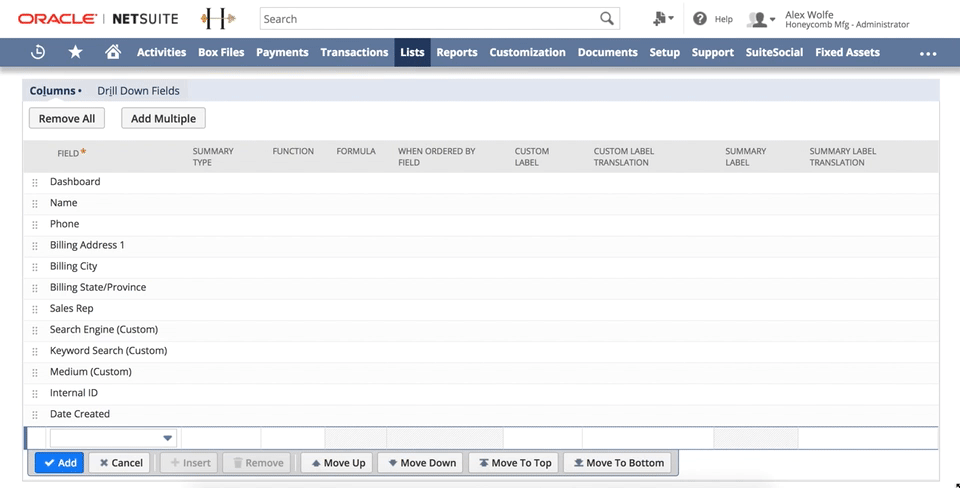 ORACLE | NETSUITE
H
Search
Help
Alex Wolfe
Honeycomb Mfg - Administrator
Activities Box Files Payments Transactions Lists Reports Customization Documents Setup Support SuiteSocial Fixed Assets
Columns • Drill Down Fields
Remove All Add Multiple
FIELD* SUMMARY TYPE FUNCTION FORMULA WHEN ORDERED BY FIELD CUSTOM LABEL CUSTOM LABEL TRANSLATION SUMMARY LABEL SUMMARY LABEL TRANSLATION
Dashboard
Name
Phone
Billing Address 1
Billing City
Billing State/Province
Sales Rep
Search Engine (Custom)
Keyword Search (Custom)
Medium (Custom)
Internal ID
Date Created
Add Cancel Insert Remove Move Up Move Down Move To Top Move To Bottom